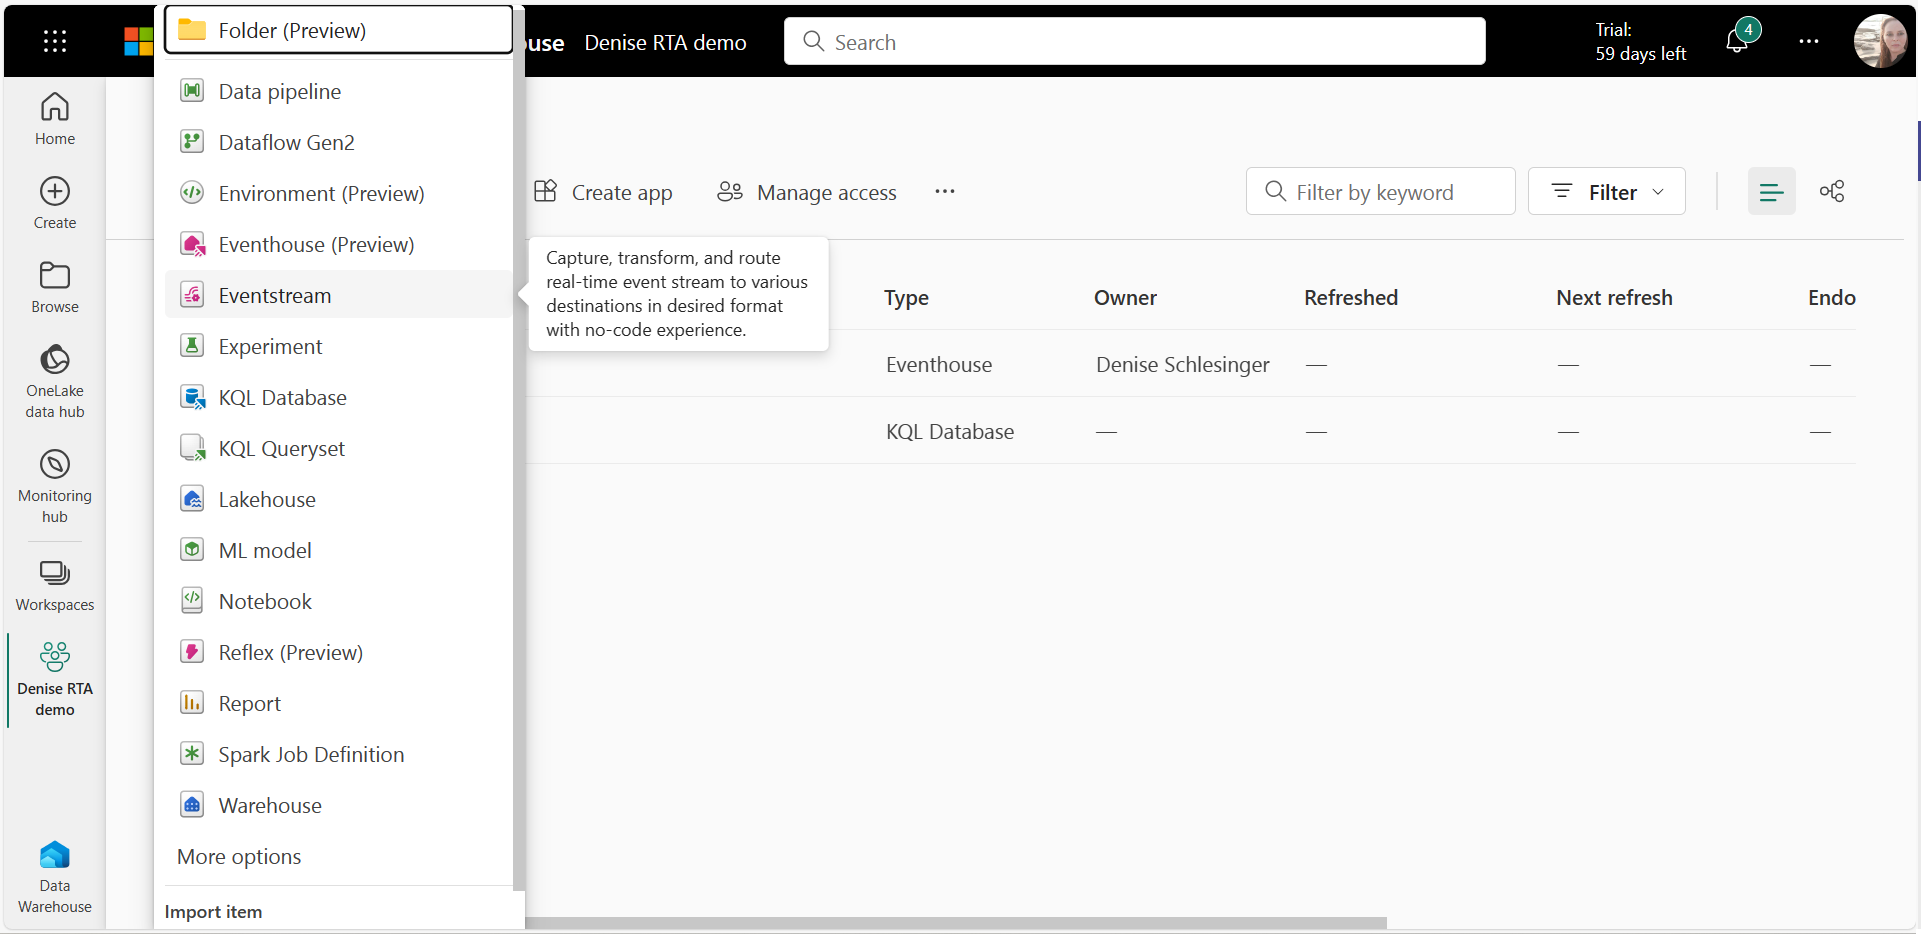 Folder (Preview)
Data pipeline
Dataflow Gen2
Environment (Preview)
Eventhouse (Preview)
Eventstream
Experiment
KQL Database
KQL Queryset
Lakehouse
ML model
Notebook
Reflex (Preview)
Report
Spark Job Definition
Warehouse
More options
Import item
Denise RTA demo
Search
Trial:
59 days left
4
Home
Create
Browse
OneLake
data hub
Monitoring
hub
Workspaces
Denise RTA
demo
Data
Warehouse
Create app
Manage access
Filter by keyword
Filter
Capture, transform, and route
real-time event stream to various
destinations in desired format
with no-code experience.
Type Owner Refreshed Next refresh
Eventhouse Denise Schlesinger — — —
KQL Database — — — —